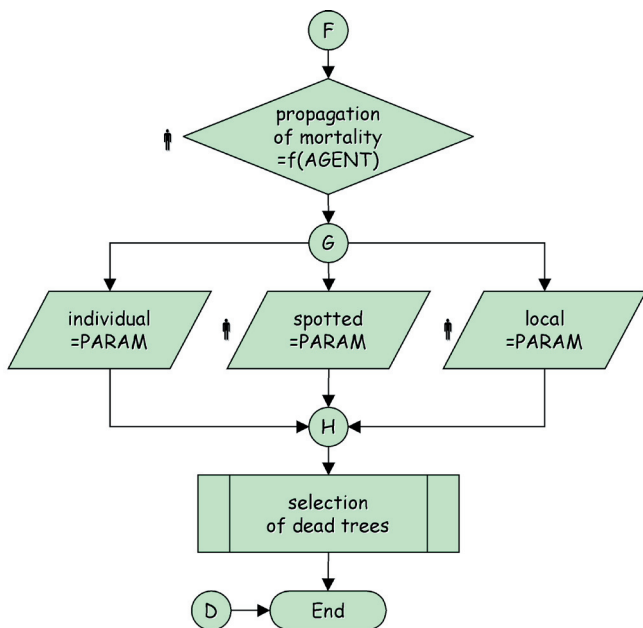 F
propagation
of mortality
=f(AGENT)
G
individual
=PARAM
spotted
=PARAM
local
=PARAM
H
selection
of dead trees
D
End